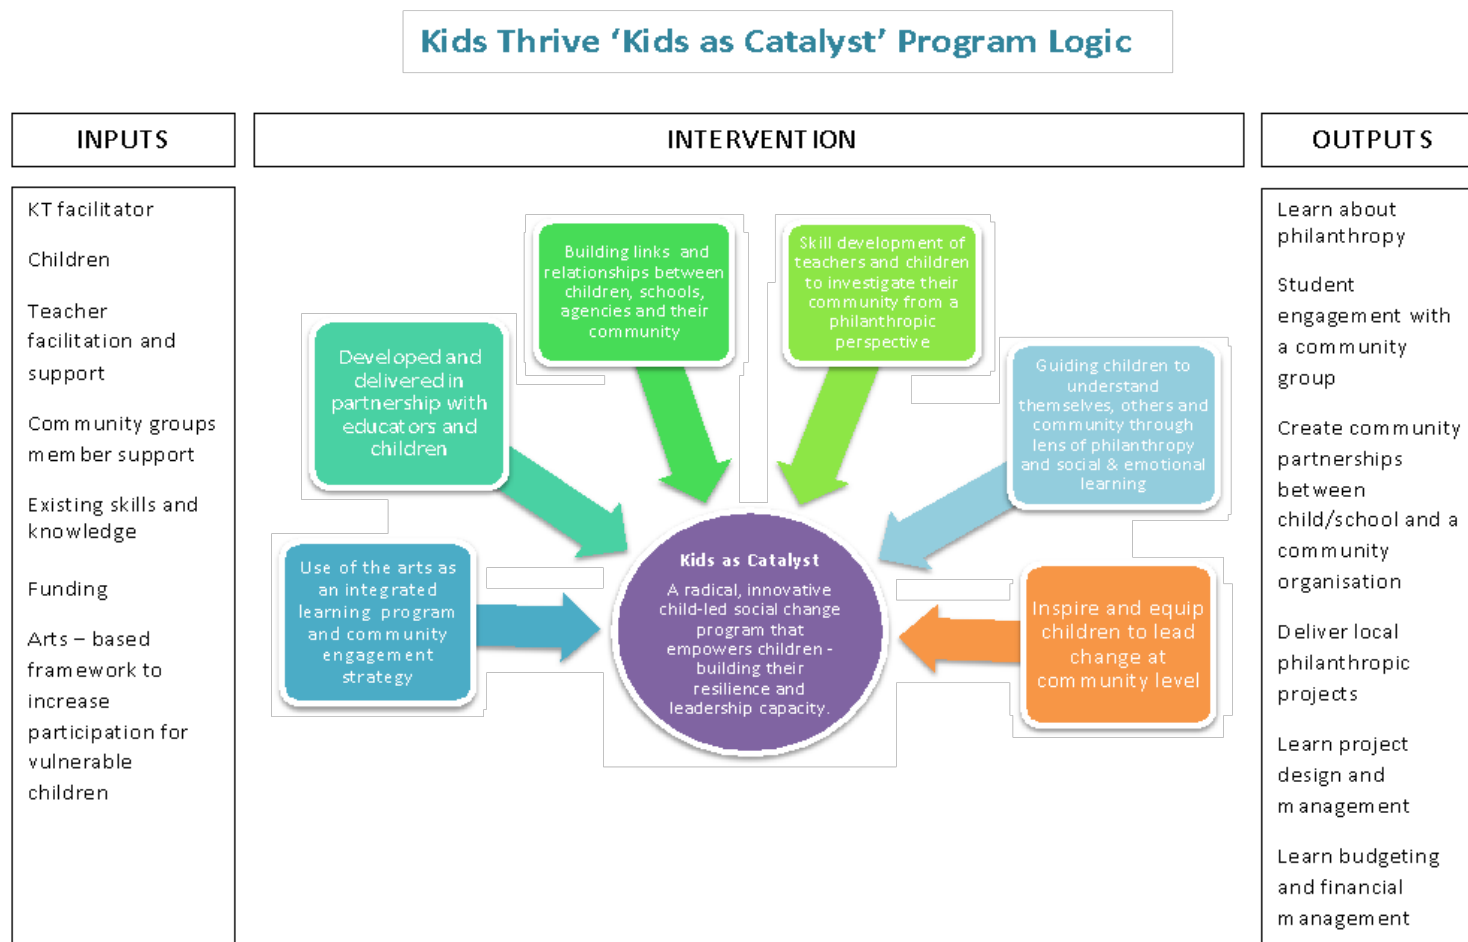 Kids Thrive ‘Kids as Catalyst’ Program Logic
INPUTS
INTERVENTION
OUTPUTS
KT facilitator
Children
Teacher
facilitation and
support
Community groups
member support
Existing skills and
knowledge
Funding
Arts – based
framework to
increase
participation for
vulnerable
children
Use of the arts as
an integrated
learning program
and community
engagement
strategy
Developed and
delivered in
partnership with
educators and
children
Building links and
relationships between
children, schools,
agencies and their
community
Skill development of
teachers and children
to investigate their
community from a
philanthropic
perspective
Guiding children to
understand
themselves, others and
community through
lens of philanthropy
and social & emotional
learning
Inspire and equip
children to lead
change at
community level
Kids as Catalyst
A radical, innovative
child-led social change
program that
empowers children -
building their
resilience and
leadership capacity.
Learn about
philanthropy
Student
engagement with
a community
group
Create community
partnerships
between
child/school and a
community
organisation
Deliver local
philanthropic
projects
Learn project
design and
management
Learn budgeting
and financial
management